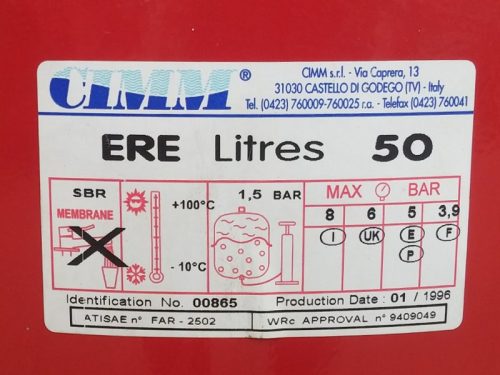 CIMM®
CIMM s.r.l. - Via Caprera, 13
31030 CASTELLO DI GODEGO (TV) - Italy
Tel. (0423) 760009-760025 r.a. - Telefax (0423) 760041
ERE Litres 50
SBR
MEMBRANE
+100°C
-10°C
1,5 BAR
MAX BAR
8 6 5 3,9
I UK E F
P
Identification No. 00865
Production Date : 01 / 1996
ATISAE n° FAR - 2502
WRc APPROVAL n° 9409049